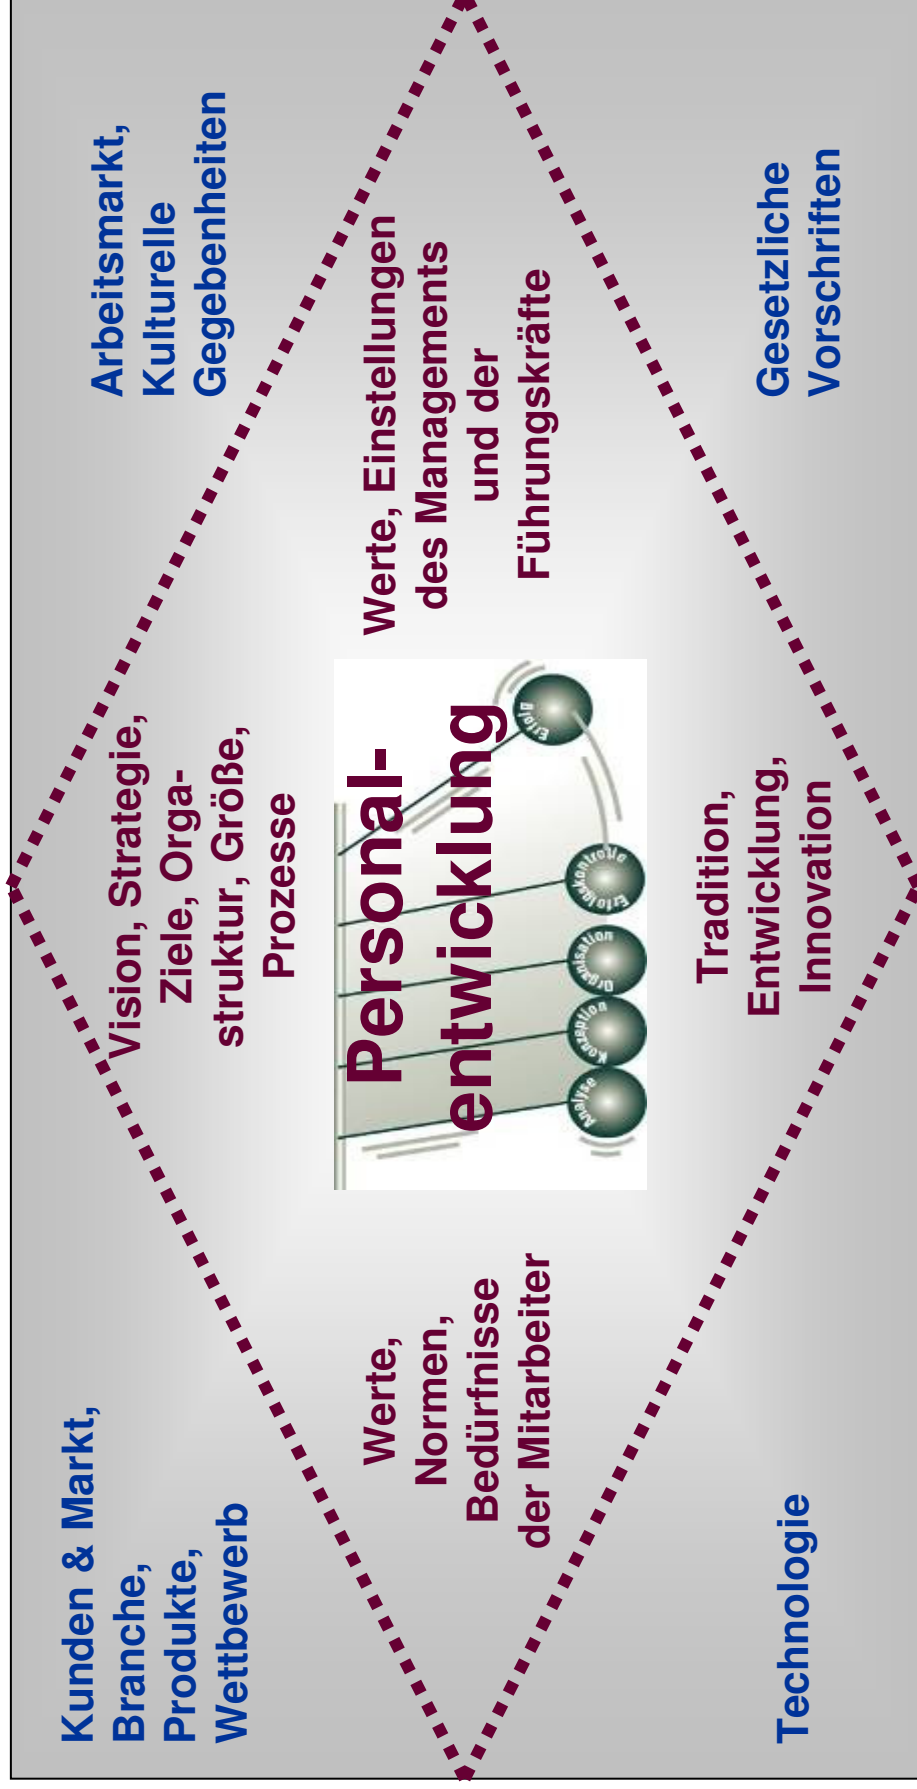 Kunden & Markt,
Branche,
Produkte,
Wettbewerb
Vision, Strategie,
Ziele, Orga-
struktur, Größe,
Prozesse
Arbeitsmarkt,
Kulturelle
Gegebenheiten
Werte,
Normen,
Bedürfnisse
der Mitarbeiter
Personal-
entwicklung
Analyse
Konzeption
Organisation
Erfolgskontrolle
Erfolg
Werte, Einstellungen
des Managements
und der
Führungskräfte
Technologie
Tradition,
Entwicklung,
Innovation
Gesetzliche
Vorschriften